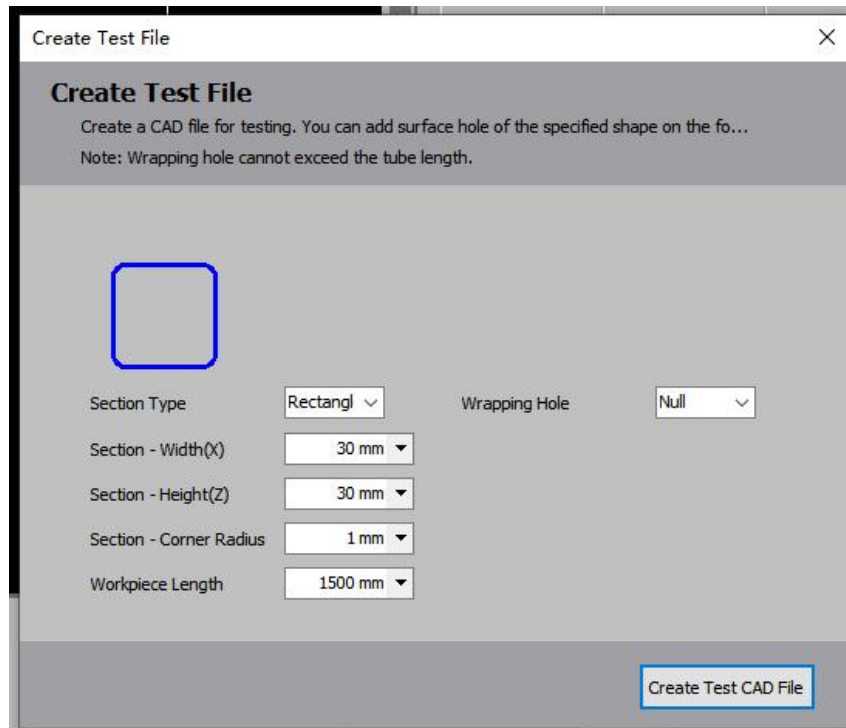 Create Test File
Create Test File
Create a CAD file for testing. You can add surface hole of the specified shape on the fo...
Note: Wrapping hole cannot exceed the tube length.
Section Type Rectangl Wrapping Hole Null
Section - Width(X) 30 mm
Section - Height(Z) 30 mm
Section - Corner Radius 1 mm
Workpiece Length 1500 mm
Create Test CAD File